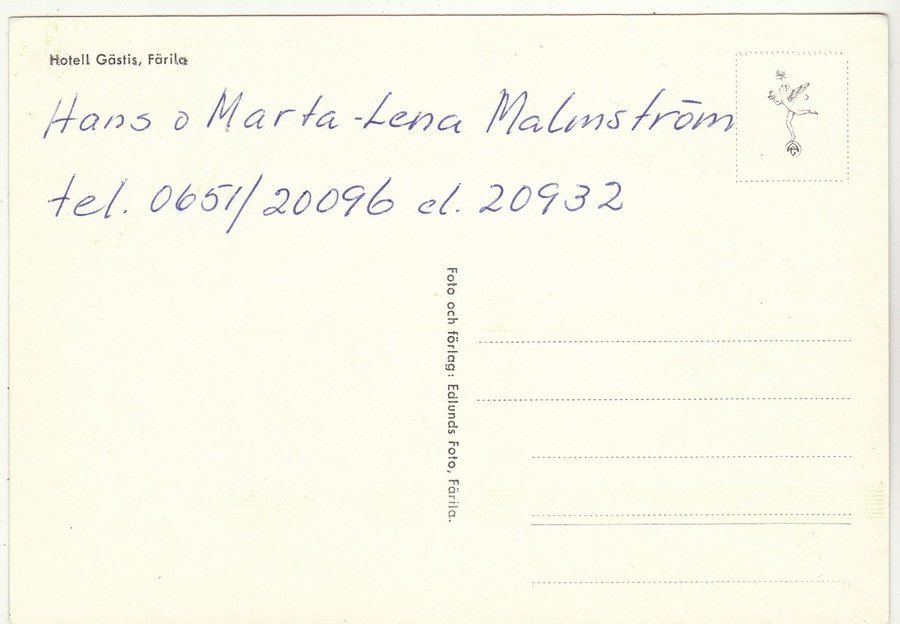 Hotell Gästis, Färila
Hans o Marta-Lena Malmström
tel. 0651/20096 el. 20932
Foto och förlag: Edlunds Foto, Färila.